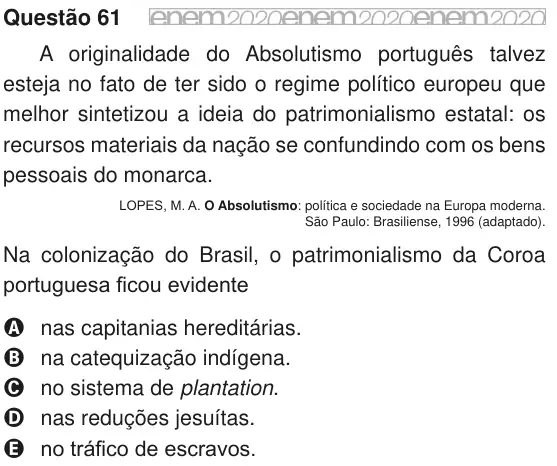 Questão 61 enem2020enem2020enem2020
A originalidade do Absolutismo português talvez
esteja no fato de ter sido o regime político europeu que
melhor sintetizou a ideia do patrimonialismo estatal: os
recursos materiais da nação se confundindo com os bens
pessoais do monarca.
LOPES, M. A. O Absolutismo: política e sociedade na Europa moderna.
São Paulo: Brasiliense, 1996 (adaptado).
Na colonização do Brasil, o patrimonialismo da Coroa
portuguesa ficou evidente
A nas capitanias hereditárias.
B na catequização indígena.
C no sistema de plantation.
D nas reduções jesuítas.
E no tráfico de escravos.